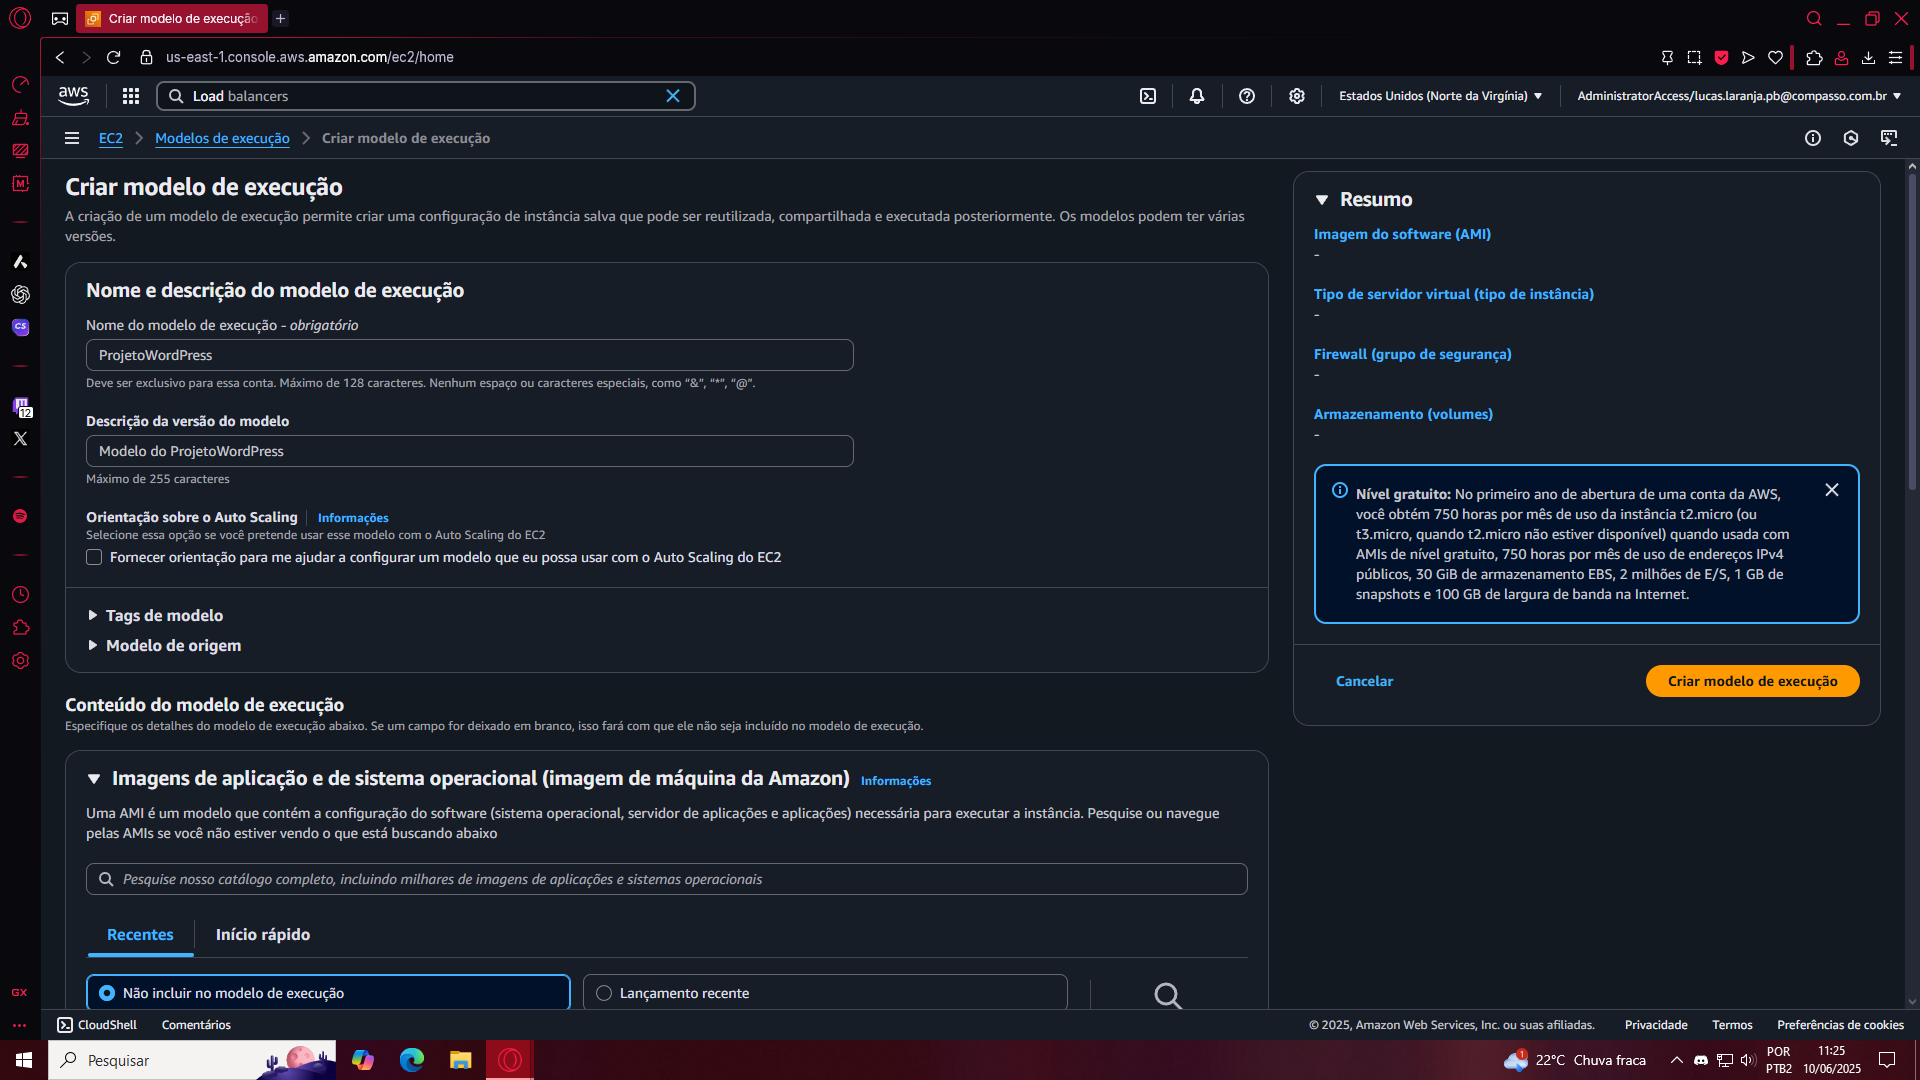 Criar modelo de execução
us-east-1.console.aws.amazon.com/ec2/home
aws
Load balancers
Estados Unidos (Norte da Virgínia)
AdministratorAccess/lucas.laranja.pb@compasso.com.br
EC2
Modelos de execução
Criar modelo de execução
Criar modelo de execução
A criação de um modelo de execução permite criar uma configuração de instância salva que pode ser reutilizada, compartilhada e executada posteriormente. Os modelos podem ter várias
versões.
Nome e descrição do modelo de execução
Nome do modelo de execução - obrigatório
ProjetoWordPress
Deve ser exclusivo para essa conta. Máximo de 128 caracteres. Nenhum espaço ou caracteres especiais, como “&”, “*”, “@”.
Descrição da versão do modelo
Modelo do ProjetoWordPress
Máximo de 255 caracteres
Orientação sobre o Auto Scaling
Informações
Selecione essa opção se você pretende usar esse modelo com o Auto Scaling do EC2
Fornecer orientação para me ajudar a configurar um modelo que eu possa usar com o Auto Scaling do EC2
Tags de modelo
Modelo de origem
Conteúdo do modelo de execução
Especifique os detalhes do modelo de execução abaixo. Se um campo for deixado em branco, isso fará com que ele não seja incluído no modelo de execução.
Imagens de aplicação e de sistema operacional (imagem de máquina da Amazon)
Informações
Uma AMI é um modelo que contém a configuração do software (sistema operacional, servidor de aplicações e aplicações) necessária para executar a instância. Pesquise ou navegue
pelas AMIs se você não estiver vendo o que está buscando abaixo
Pesquise nosso catálogo completo, incluindo milhares de imagens de aplicações e sistemas operacionais
Recentes
Início rápido
Não incluir no modelo de execução
Lançamento recente
Resumo
Imagem do software (AMI)
-
Tipo de servidor virtual (tipo de instância)
-
Firewall (grupo de segurança)
-
Armazenamento (volumes)
-
Nível gratuito: No primeiro ano de abertura de uma conta da AWS,
você obtém 750 horas por mês de uso da instância t2.micro (ou
t3.micro, quando t2.micro não estiver disponível) quando usada com
AMIs de nível gratuito, 750 horas por mês de uso de endereços IPv4
públicos, 30 GiB de armazenamento EBS, 2 milhões de E/S, 1 GB de
snapshots e 100 GB de largura de banda na Internet.
Cancelar
Criar modelo de execução
CS
M
12
GX
CloudShell
Comentários
© 2025, Amazon Web Services, Inc. ou suas afiliadas.
Privacidade
Termos
Preferências de cookies
Pesquisar
1
22°C
Chuva fraca
POR
PTB2
11:25
10/06/2025